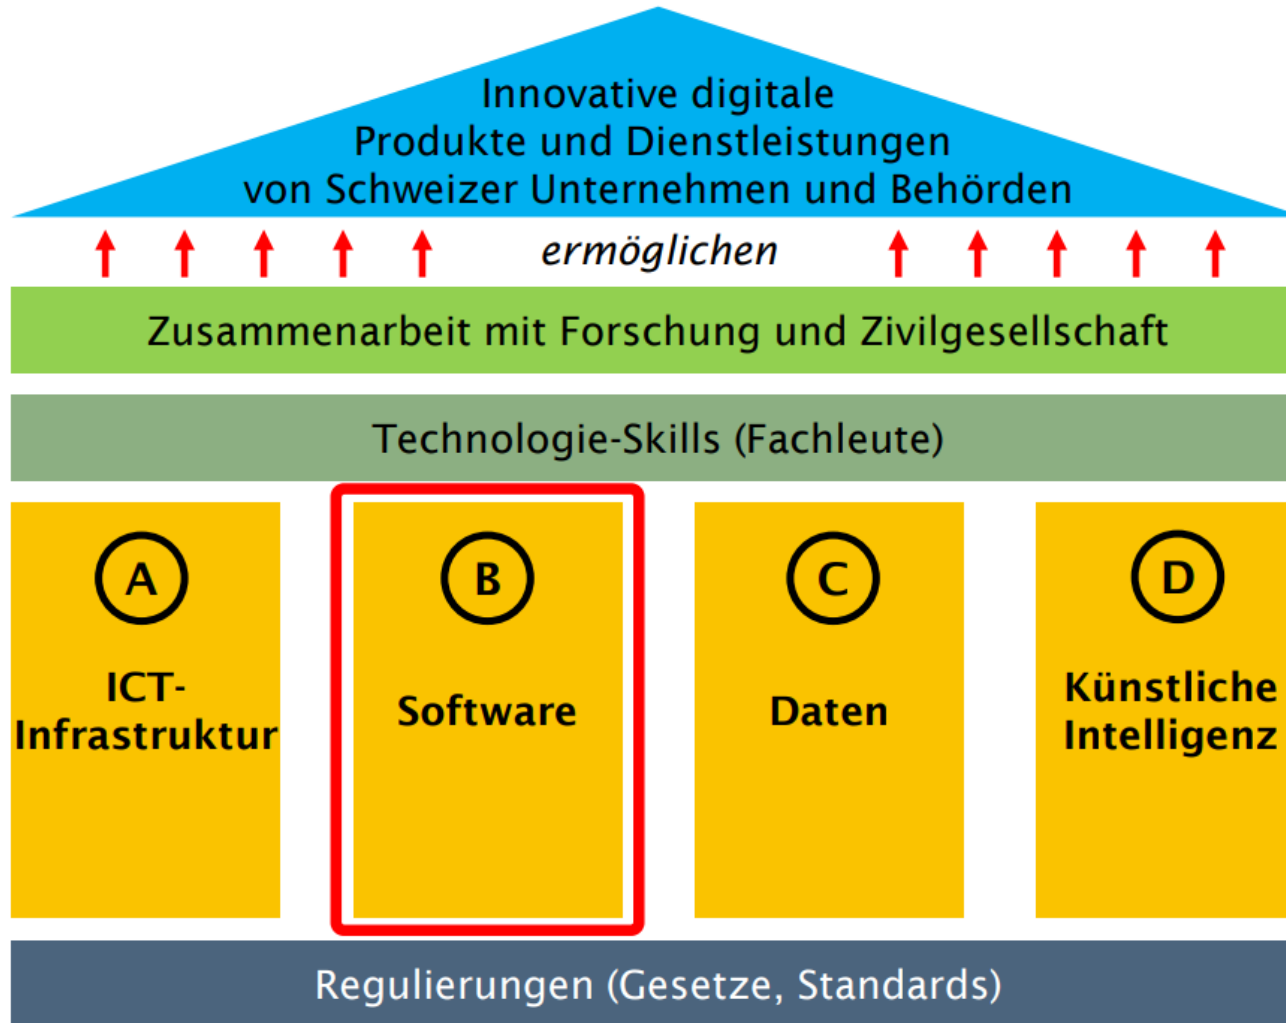 Innovative digitale
Produkte und Dienstleistungen
von Schweizer Unternehmen und Behörden
ermöglichen
Zusammenarbeit mit Forschung und Zivilgesellschaft
Technologie-Skills (Fachleute)
A
ICT-
Infrastruktur
B
Software
C
Daten
D
Künstliche
Intelligenz
Regulierungen (Gesetze, Standards)